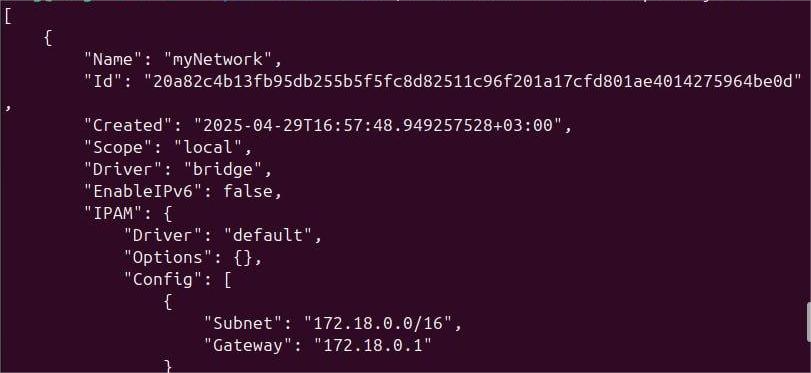 [
    {
        "Name": "myNetwork",
        "Id": "20a82c4b13fb95db255b5f5fc8d82511c96f201a17cfd801ae4014275964be0d"
,
        "Created": "2025-04-29T16:57:48.949257528+03:00",
        "Scope": "local",
        "Driver": "bridge",
        "EnableIPv6": false,
        "IPAM": {
            "Driver": "default",
            "Options": {},
            "Config": [
                {
                    "Subnet": "172.18.0.0/16",
                    "Gateway": "172.18.0.1"
                }